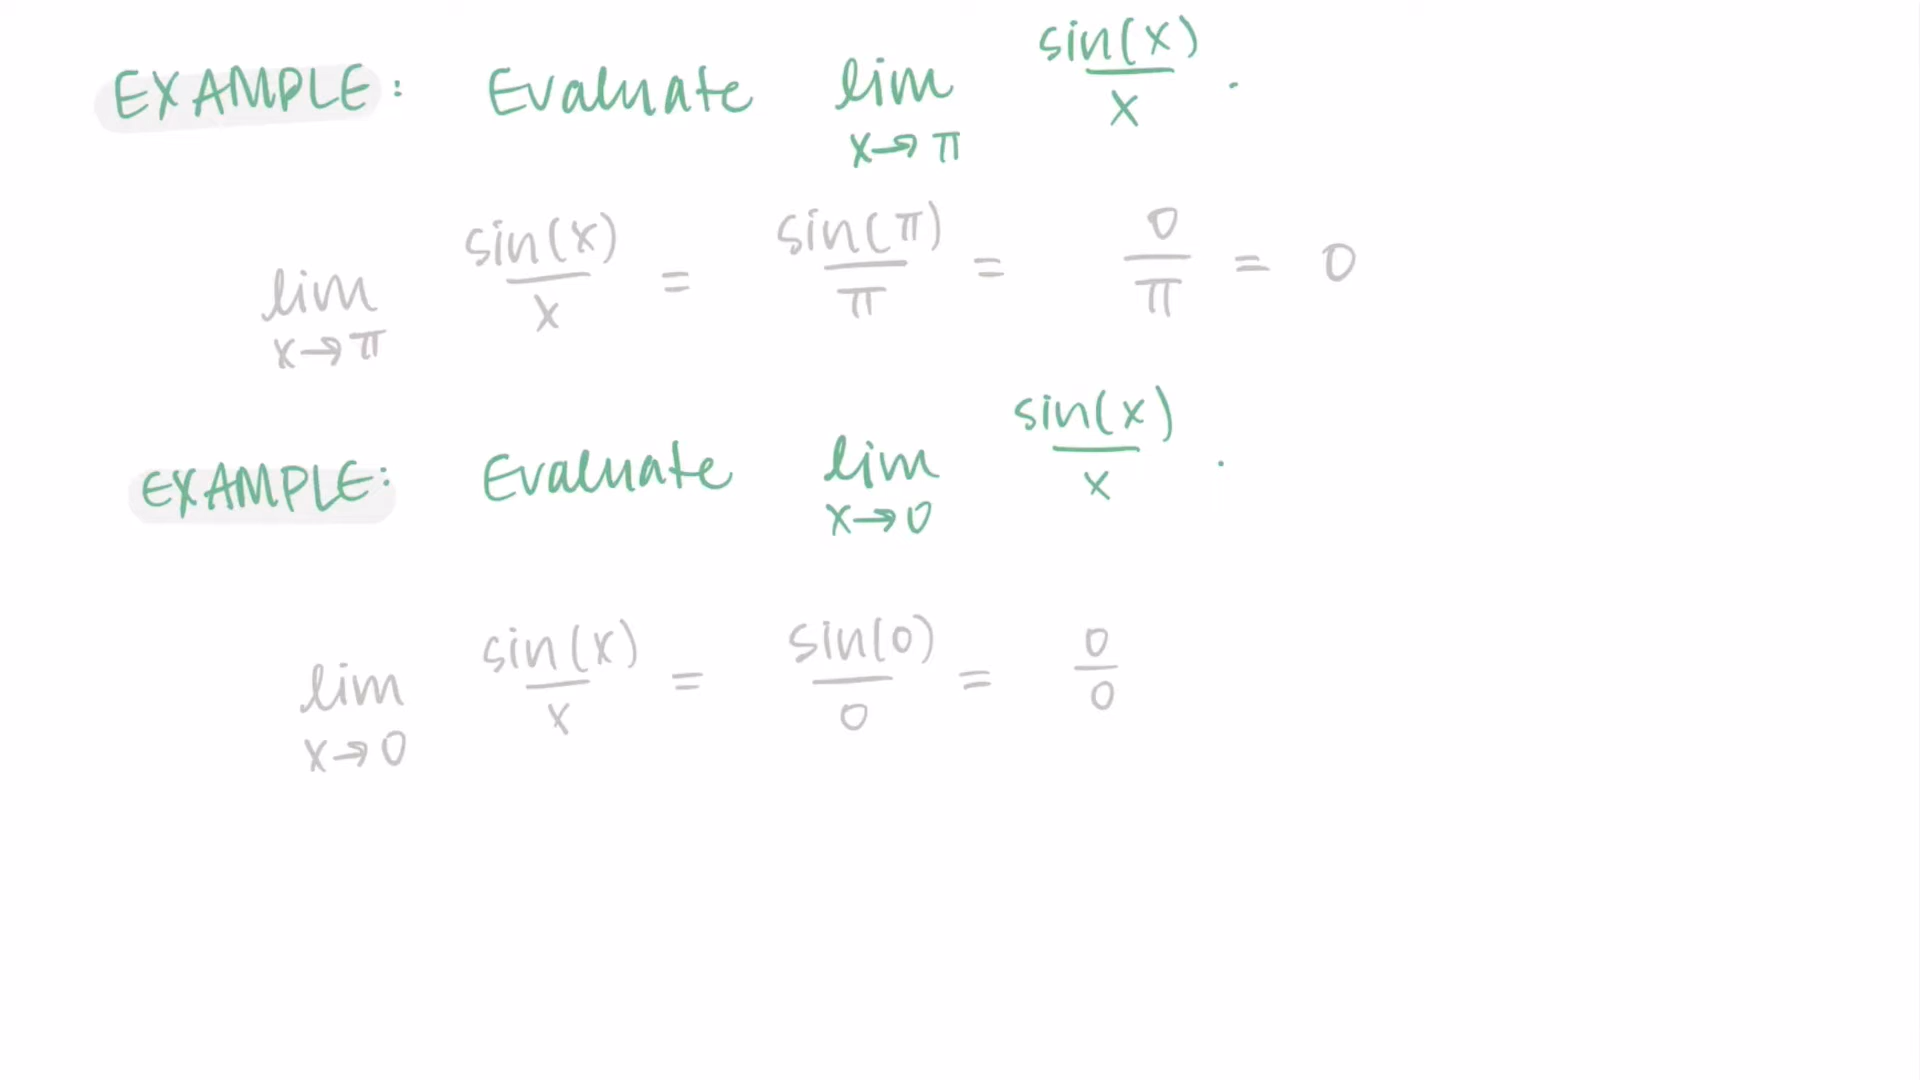 EXAMPLE: Evaluate lim x→π sin(x)/x .
lim x→π sin(x)/x = sin(π)/π = 0/π = 0
EXAMPLE: Evaluate lim x→0 sin(x)/x .
lim x→0 sin(x)/x = sin(0)/0 = 0/0